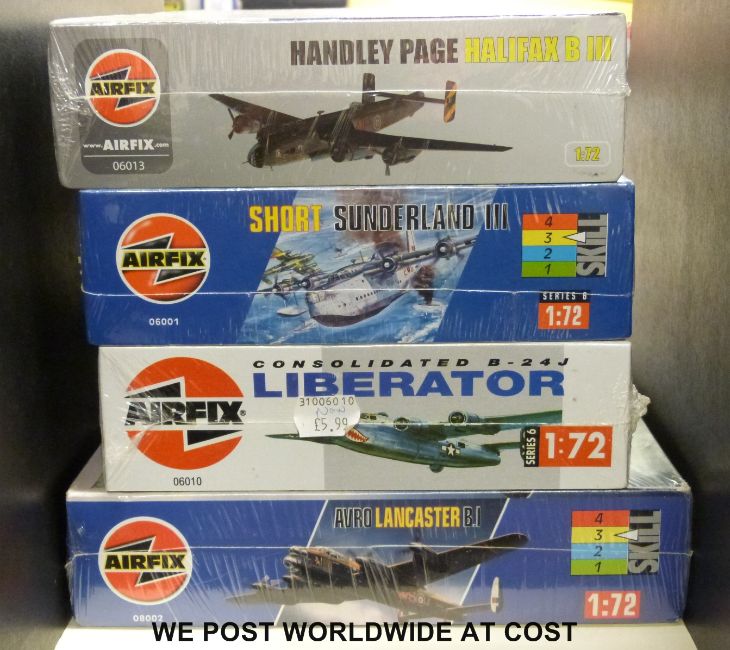 HANDLEY PAGE HALIFAX B III
AIRFIX
www.AIRFIX.com
06013
1:72
SHORT SUNDERLAND III
AIRFIX
4
3
2
1
SKILL
SERIES 6
1:72
06001
CONSOLIDATED B-24J
LIBERATOR
AIRFIX®
31006010
Now
£5.99
SERIES 6
1:72
06010
AVRO LANCASTER B.I
AIRFIX
4
3
2
1
SKILL
1:72
08002
WE POST WORLDWIDE AT COST